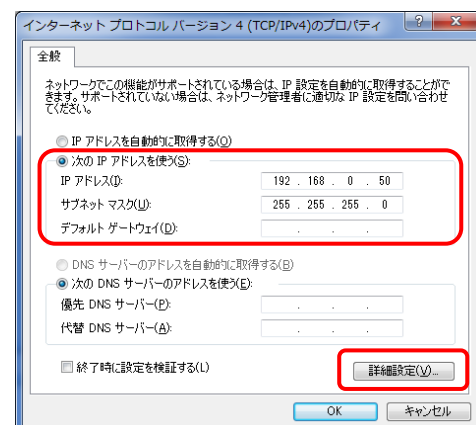 インターネット プロトコル バージョン 4 (TCP/IPv4)のプロパティ
全般
ネットワークでこの機能がサポートされている場合は、IP 設定を自動的に取得することがで
きます。サポートされていない場合は、ネットワーク管理者に適切な IP 設定を問い合わせ
てください。
IP アドレスを自動的に取得する(O)
次の IP アドレスを使う(S):
IP アドレス(I): 192 . 168 . 0 . 50
サブネット マスク(U): 255 . 255 . 255 . 0
デフォルト ゲートウェイ(D): . . .
DNS サーバーのアドレスを自動的に取得する(B)
次の DNS サーバーのアドレスを使う(E):
優先 DNS サーバー(P): . . .
代替 DNS サーバー(A): . . .
終了時に設定を検証する(L)
詳細設定(V)...
OK キャンセル